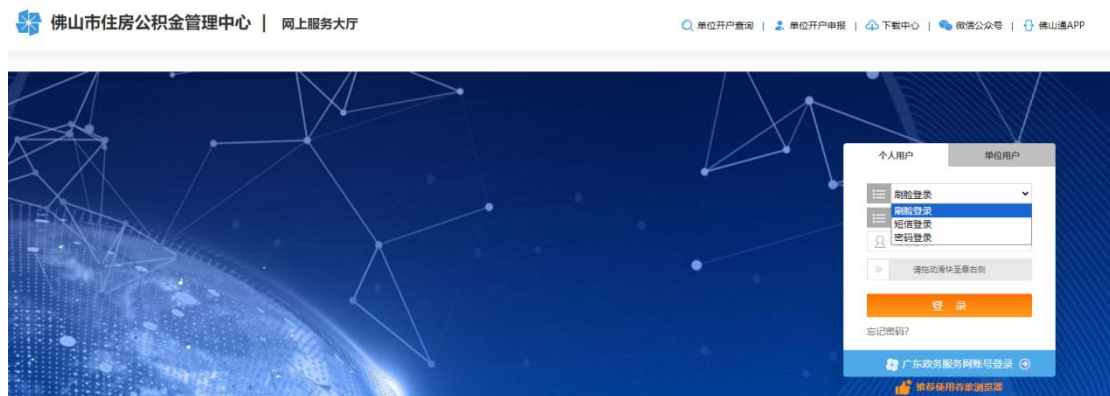 佛山市住房公积金管理中心 | 网上服务大厅
单位开户查询 | 单位开户申报 | 下载中心 | 微信公众号 | 佛山通APP
个人用户 单位用户
刷脸登录
刷脸登录
短信登录
密码登录
请拖动滑块至最右侧
登 录
忘记密码?
广东政务服务网账号登录
推荐使用谷歌浏览器